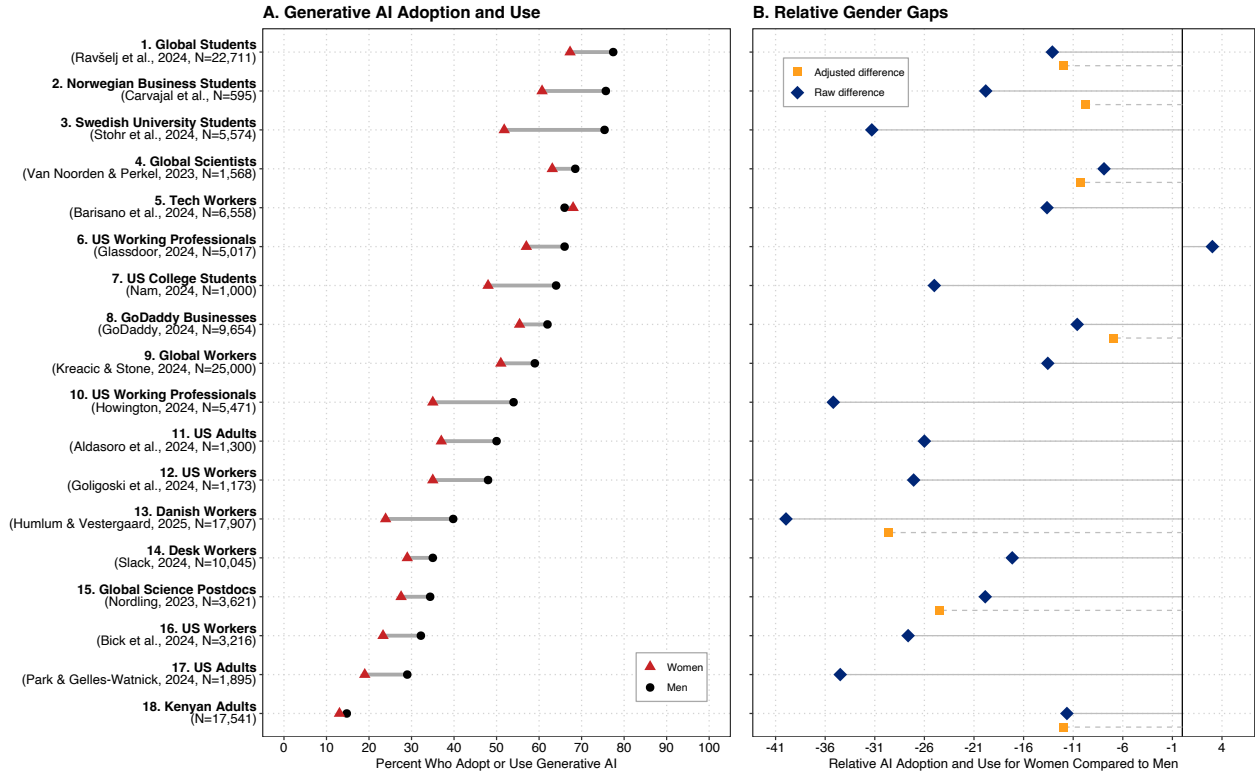 A. Generative AI Adoption and Use
B. Relative Gender Gaps
1. Global Students
(Ravšelj et al., 2024, N=22,711)
2. Norwegian Business Students
(Carvajal et al., N=595)
3. Swedish University Students
(Stohr et al., 2024, N=5,574)
4. Global Scientists
(Van Noorden & Perkel, 2023, N=1,568)
5. Tech Workers
(Barisano et al., 2024, N=6,558)
6. US Working Professionals
(Glassdoor, 2024, N=5,017)
7. US College Students
(Nam, 2024, N=1,000)
8. GoDaddy Businesses
(GoDaddy, 2024, N=9,654)
9. Global Workers
(Kreacic & Stone, 2024, N=25,000)
10. US Working Professionals
(Howington, 2024, N=5,471)
11. US Adults
(Aldasoro et al., 2024, N=1,300)
12. US Workers
(Goligoski et al., 2024, N=1,173)
13. Danish Workers
(Humlum & Vestergaard, 2025, N=17,907)
14. Desk Workers
(Slack, 2024, N=10,045)
15. Global Science Postdocs
(Nordling, 2023, N=3,621)
16. US Workers
(Bick et al., 2024, N=3,216)
17. US Adults
(Park & Gelles-Watnick, 2024, N=1,895)
18. Kenyan Adults
(N=17,541)
Women
Men
0 10 20 30 40 50 60 70 80 90 100
Percent Who Adopt or Use Generative AI
Adjusted difference
Raw difference
-41 -36 -31 -26 -21 -16 -11 -6 -1 4
Relative AI Adoption and Use for Women Compared to Men